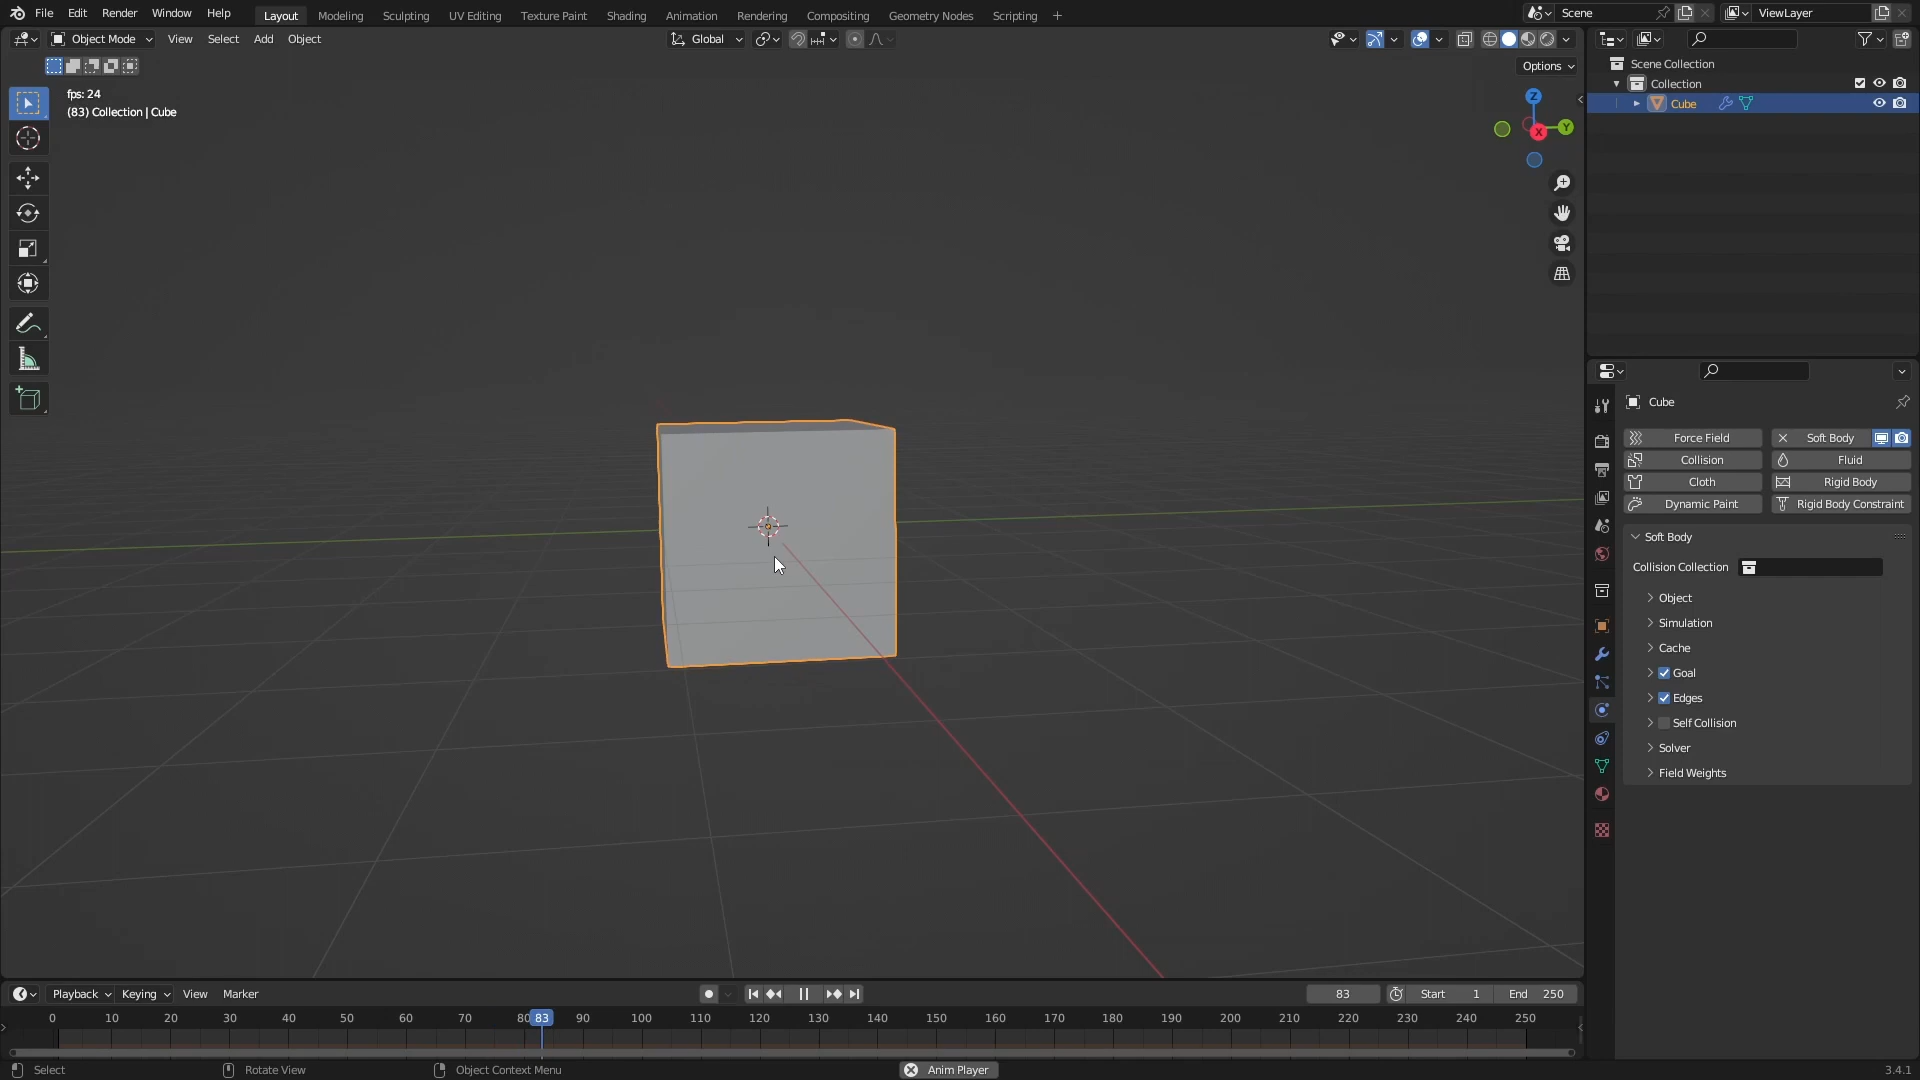 File Edit Render Window Help Layout Modeling Sculpting UV Editing Texture Paint Shading Animation Rendering Compositing Geometry Nodes Scripting + Scene ViewLayer
Object Mode View Select Add Object Global
Options
fps: 24
(83) Collection | Cube
Z
Y
X
Scene Collection
Collection
Cube
Cube
Force Field Soft Body
Collision Fluid
Cloth Rigid Body
Dynamic Paint Rigid Body Constraint
Soft Body
Collision Collection
Object
Simulation
Cache
Goal
Edges
Self Collision
Solver
Field Weights
Playback Keying View Marker 83 Start 1 End 250
0 10 20 30 40 50 60 70 80 83 90 100 110 120 130 140 150 160 170 180 190 200 210 220 230 240 250
Select Rotate View Object Context Menu Anim Player 3.4.1